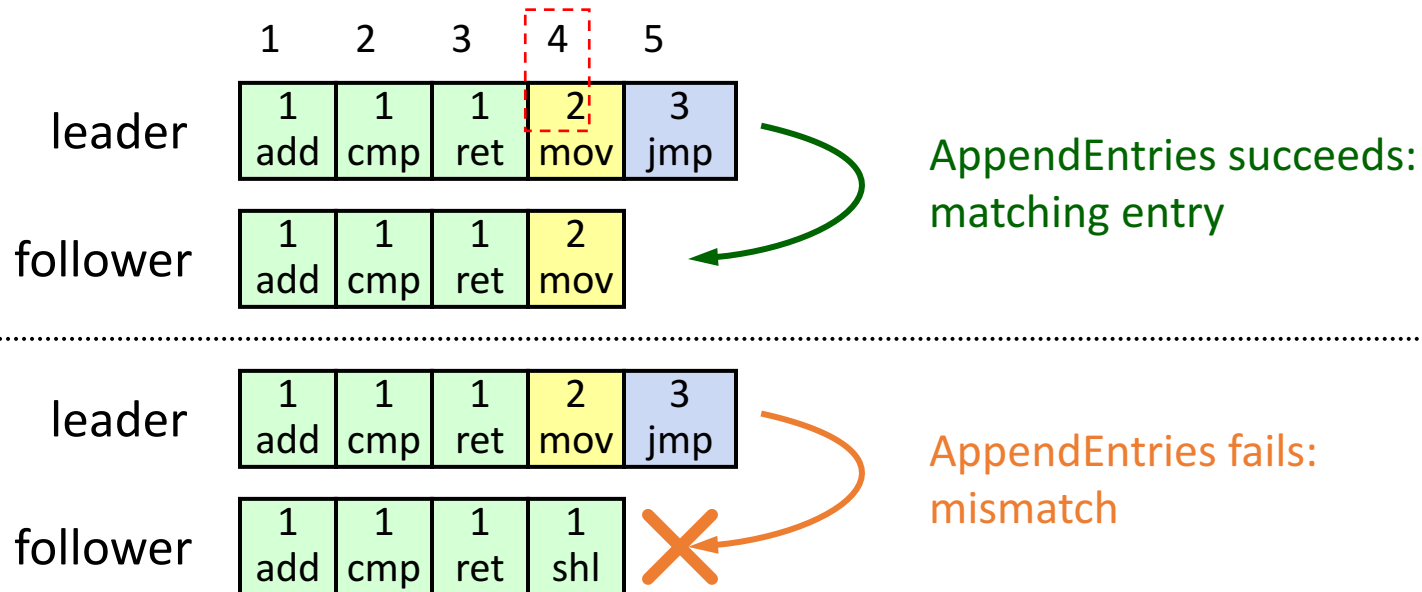 1 2 3 4 5
leader
1 1 1 2 3
add cmp ret mov jmp
AppendEntries succeeds:
matching entry
follower
1 1 1 2
add cmp ret mov
leader
1 1 1 2 3
add cmp ret mov jmp
AppendEntries fails:
mismatch
follower
1 1 1 1
add cmp ret shl